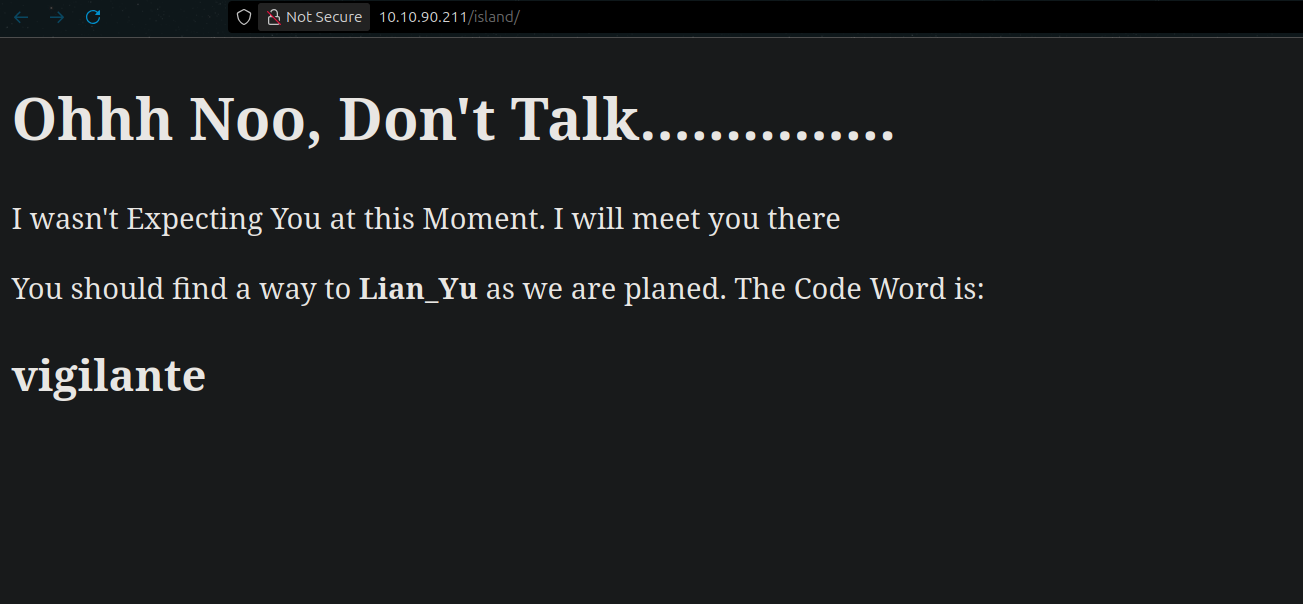 Not Secure 10.10.90.211/island/
Ohhh Noo, Don't Talk...............
I wasn't Expecting You at this Moment. I will meet you there
You should find a way to Lian_Yu as we are planed. The Code Word is:
vigilante